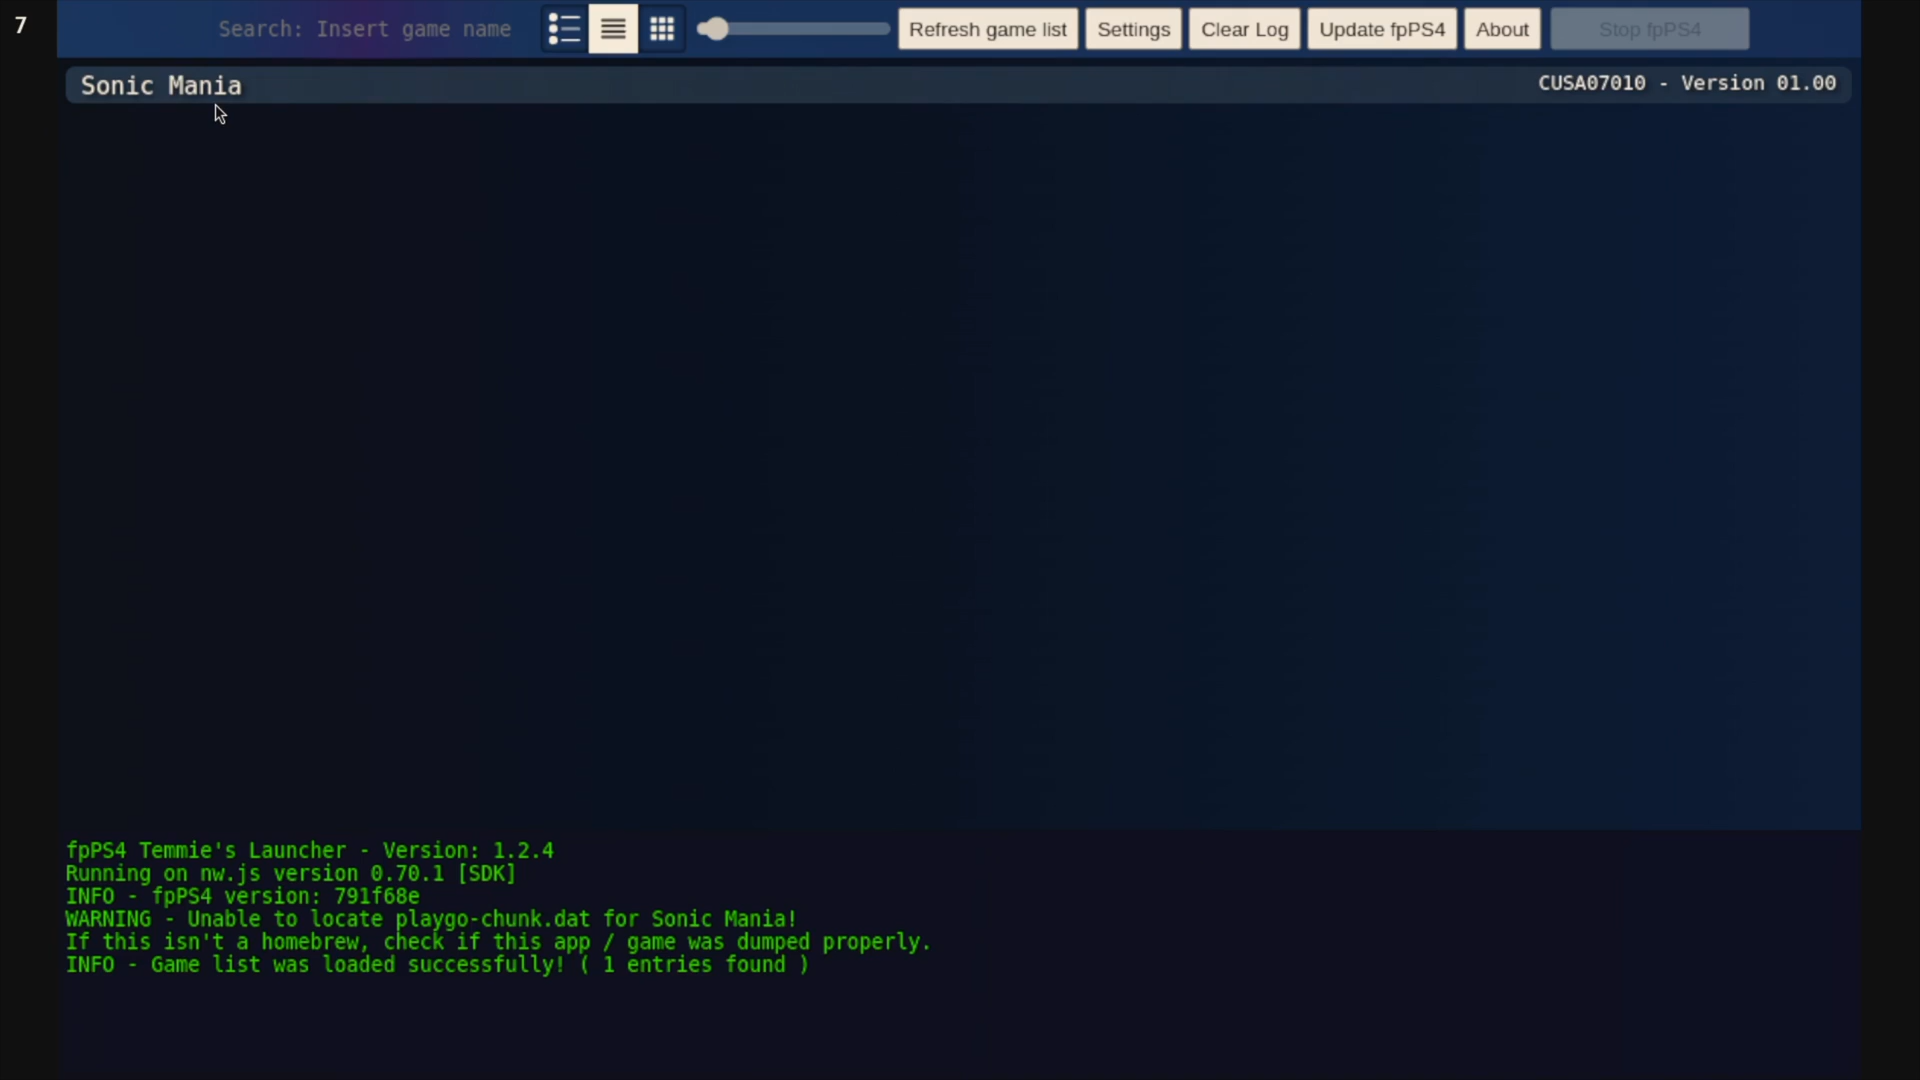 7
Search: Insert game name
Refresh game list
Settings
Clear Log
Update fpPS4
About
Stop fpPS4
Sonic Mania
CUSA07010 - Version 01.00
fpPS4 Temmie's Launcher - Version: 1.2.4
Running on nw.js version 0.70.1 [SDK]
INFO - fpPS4 version: 791f68e
WARNING - Unable to locate playgo-chunk.dat for Sonic Mania!
If this isn't a homebrew, check if this app / game was dumped properly.
INFO - Game list was loaded successfully! ( 1 entries found )